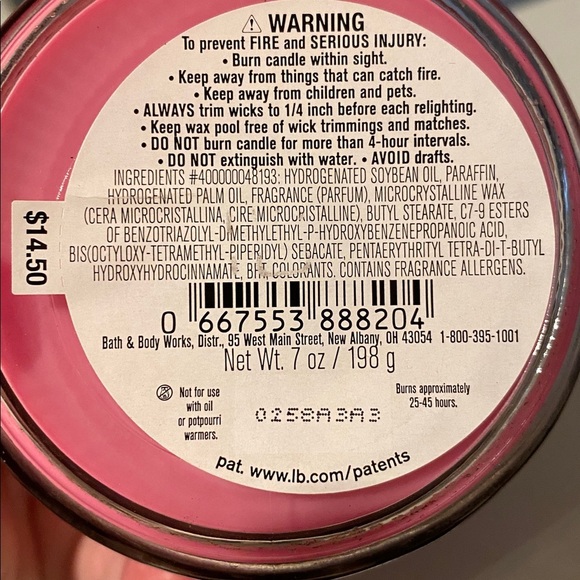 ⚠ WARNING
To prevent FIRE and SERIOUS INJURY:
• Burn candle within sight.
• Keep away from things that can catch fire.
• Keep away from children and pets.
• ALWAYS trim wicks to 1/4 inch before each relighting.
• Keep wax pool free of wick trimmings and matches.
• DO NOT burn candle for more than 4-hour intervals.
• DO NOT extinguish with water. • AVOID drafts.
INGREDIENTS #400000048193: HYDROGENATED SOYBEAN OIL, PARAFFIN,
HYDROGENATED PALM OIL, FRAGRANCE (PARFUM), MICROCRYSTALLINE WAX
(CERA MICROCRISTALLINA, CIRE MICROCRISTALLINE), BUTYL STEARATE, C7-9 ESTERS
OF BENZOTRIAZOLYL-DIMETHYLETHYL-P-HYDROXYBENZENEPROPANOIC ACID,
BIS(OCTYLOXY-TETRAMETHYL-PIPERIDYL) SEBACATE, PENTAERYTHRITYL TETRA-DI-T-BUTYL
HYDROXYHYDROCINNAMATE, BHT, COLORANTS. CONTAINS FRAGRANCE ALLERGENS.
$14.50
0 667553 888204
Bath & Body Works, Distr., 95 West Main Street, New Albany, OH 43054 1-800-395-1001
Net Wt. 7 oz / 198 g
Not for use
with oil
or potpourri
warmers.
0258A3A3
Burns approximately
25-45 hours.
pat. www.lb.com/patents